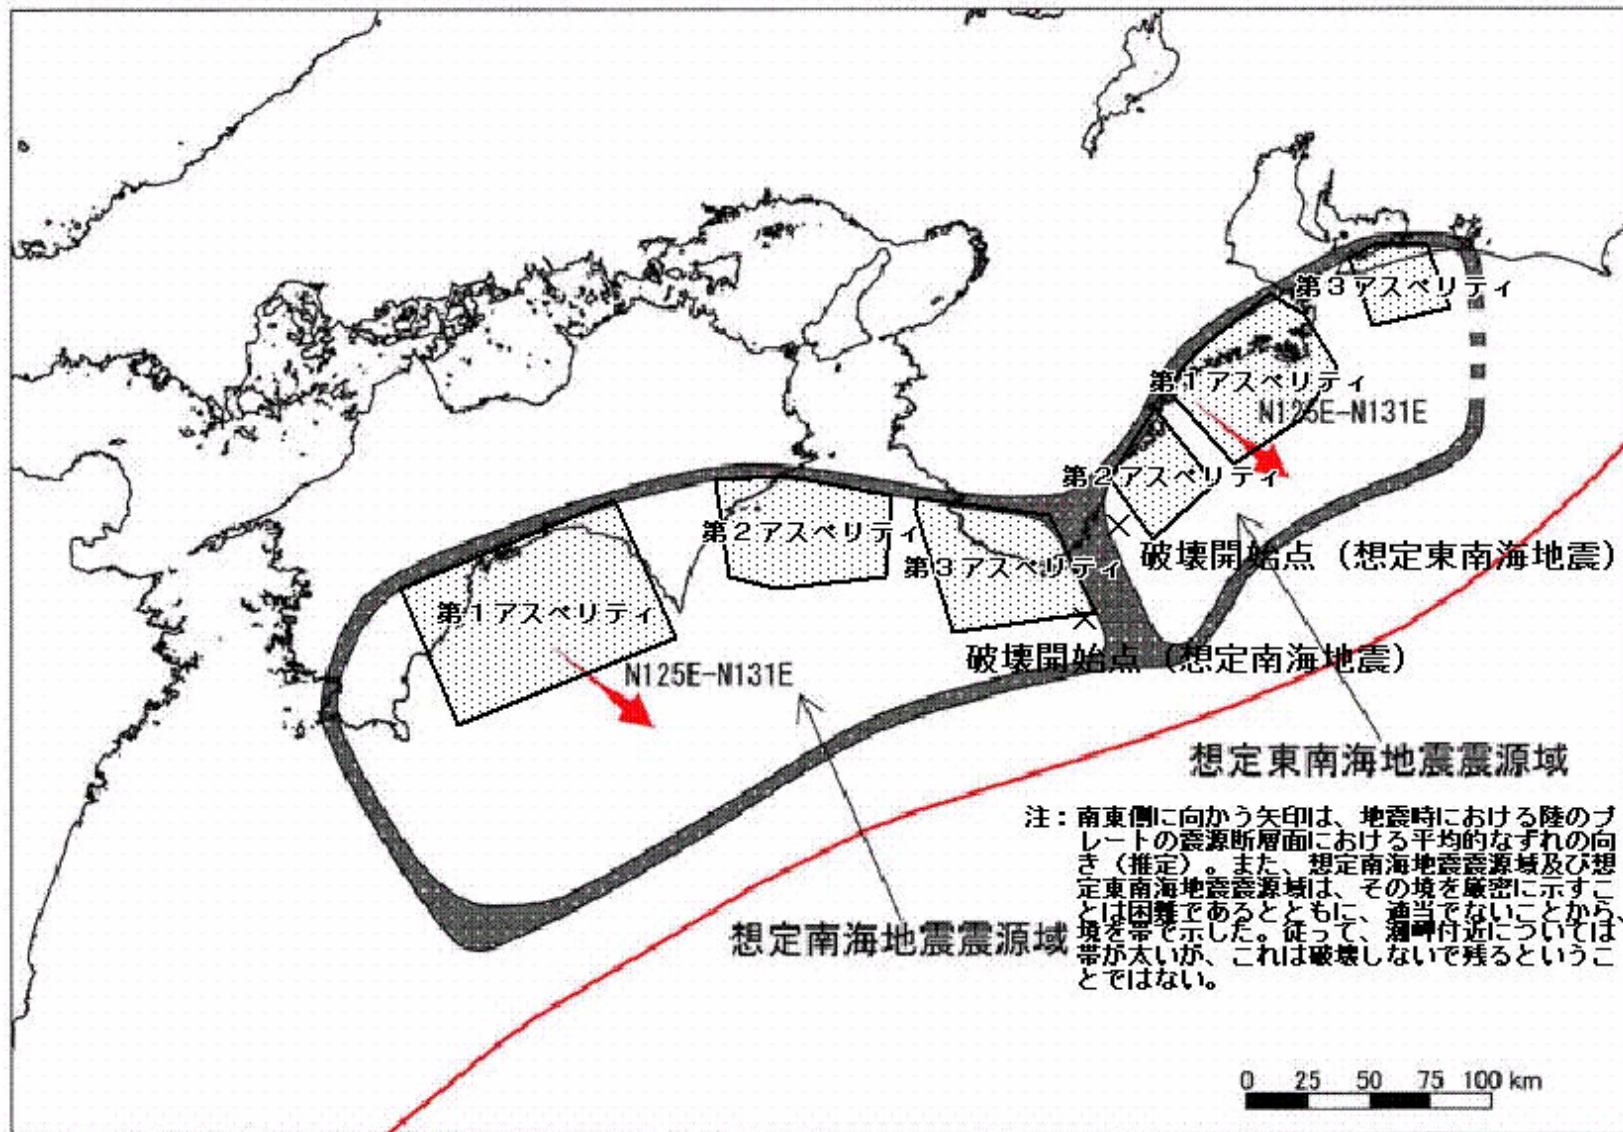 第3アスペリティ
第1アスペリティ
N125E-N131E
第2アスペリティ
第2アスペリティ
第3アスペリティ
破壊開始点（想定東南海地震）
第1アスペリティ
破壊開始点（想定南海地震）
N125E-N131E
想定東南海地震震源域
注：南東側に向かう矢印は、地震時における陸のプ
レートの震源断層面における平均的なずれの向
き（推定）。また、想定南海地震震源域及び想
定東南海地震震源域は、その境を厳密に示すこ
とは困難であるとともに、適当でないことから、
境を帯で示した。従って、潮岬付近については
帯が太いが、これは破壊しないで残るというこ
とではない。
想定南海地震震源域
0 25 50 75 100 km